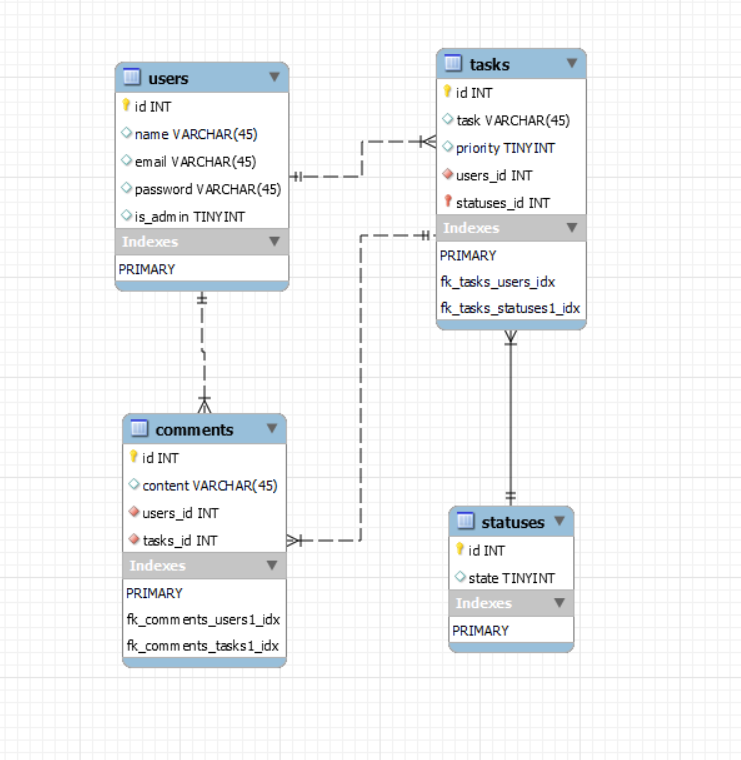 users
id INT
name VARCHAR(45)
email VARCHAR(45)
password VARCHAR(45)
is_admin TINYINT
Indexes
PRIMARY
tasks
id INT
task VARCHAR(45)
priority TINYINT
users_id INT
statuses_id INT
Indexes
PRIMARY
fk_tasks_users_idx
fk_tasks_statuses1_idx
comments
id INT
content VARCHAR(45)
users_id INT
tasks_id INT
Indexes
PRIMARY
fk_comments_users1_idx
fk_comments_tasks1_idx
statuses
id INT
state TINYINT
Indexes
PRIMARY